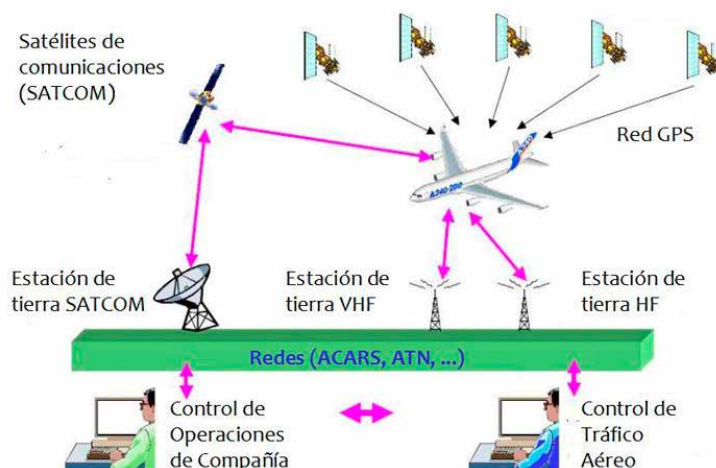 Satélites de
comunicaciones
(SATCOM)
Red GPS
A340-200
Estación de
tierra SATCOM
Estación de
tierra VHF
Estación de
tierra HF
Redes (ACARS, ATN, ...)
Control de
Operaciones
de Compañía
Control de
Tráfico
Aéreo